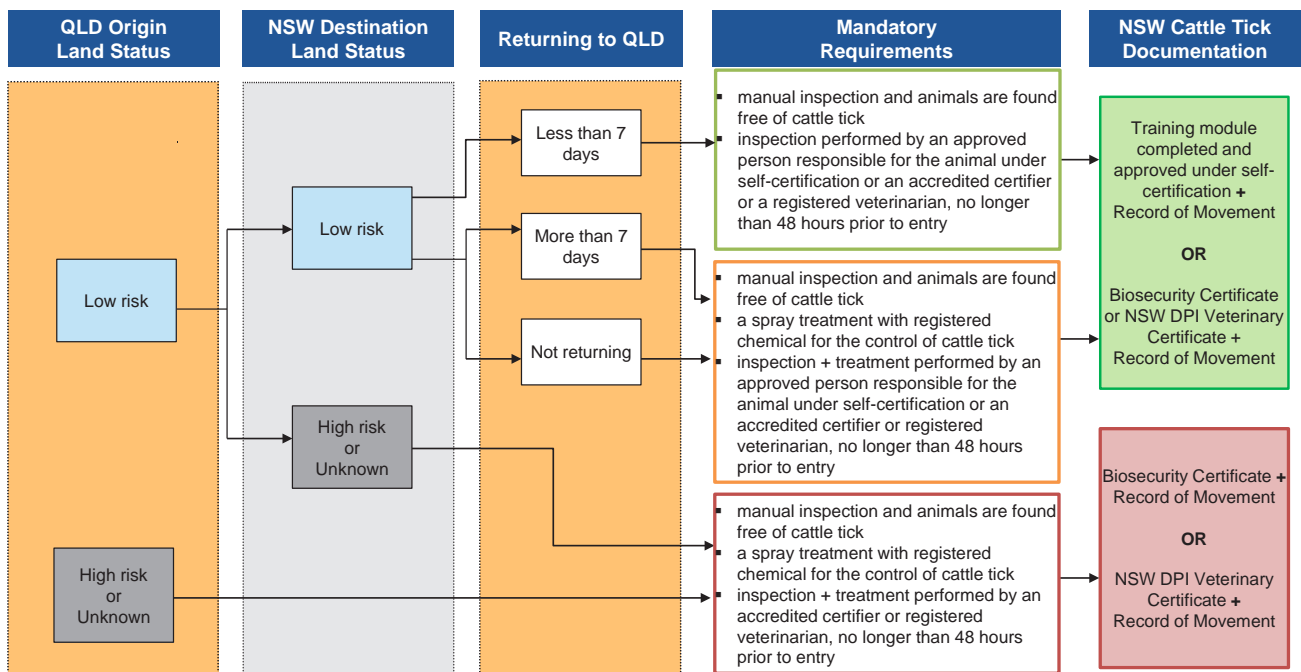 QLD Origin
Land Status
NSW Destination
Land Status
Returning to QLD
Mandatory
Requirements
NSW Cattle Tick
Documentation
Low risk
High risk
or
Unknown
Low risk
High risk
or
Unknown
Less than 7
days
More than 7
days
Not returning
▪ manual inspection and animals are found
free of cattle tick
▪ inspection performed by an approved
person responsible for the animal under
self-certification or an accredited certifier
or a registered veterinarian, no longer
than 48 hours prior to entry
▪ manual inspection and animals are found
free of cattle tick
▪ a spray treatment with registered
chemical for the control of cattle tick
▪ inspection + treatment performed by an
approved person responsible for the
animal under self-certification or an
accredited certifier or registered
veterinarian, no longer than 48 hours
prior to entry
▪ manual inspection and animals are found
free of cattle tick
▪ a spray treatment with registered
chemical for the control of cattle tick
▪ inspection + treatment performed by an
accredited certifier or registered
veterinarian, no longer than 48 hours
prior to entry
Training module
completed and
approved under self-
certification +
Record of Movement
OR
Biosecurity Certificate
or NSW DPI Veterinary
Certificate +
Record of Movement
Biosecurity Certificate +
Record of Movement
OR
NSW DPI Veterinary
Certificate +
Record of Movement